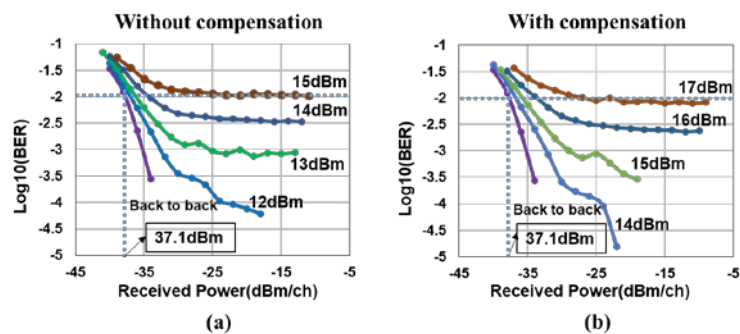 Without compensation
-1
-1.5
-2
-2.5
-3
-3.5
-4
-4.5
-5
Log10(BER)
15dBm
14dBm
13dBm
12dBm
Back to back
37.1dBm
-45
-35
-25
-15
-5
Received Power(dBm/ch)
(a)
With compensation
-1
-1.5
-2
-2.5
-3
-3.5
-4
-4.5
-5
Log10(BER)
17dBm
16dBm
15dBm
14dBm
Back to back
37.1dBm
-45
-35
-25
-15
-5
Received Power(dBm/ch)
(b)